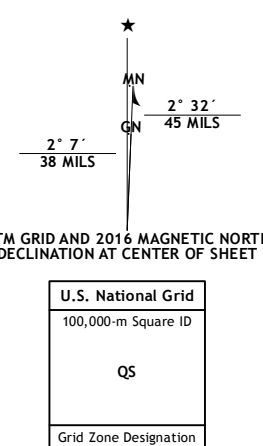 ★
MN
GN
2° 32´
45 MILS
2° 7´
38 MILS
TM GRID AND 2016 MAGNETIC NORTH
DECLINATION AT CENTER OF SHEET
U.S. National Grid
100,000-m Square ID
QS
Grid Zone Designation